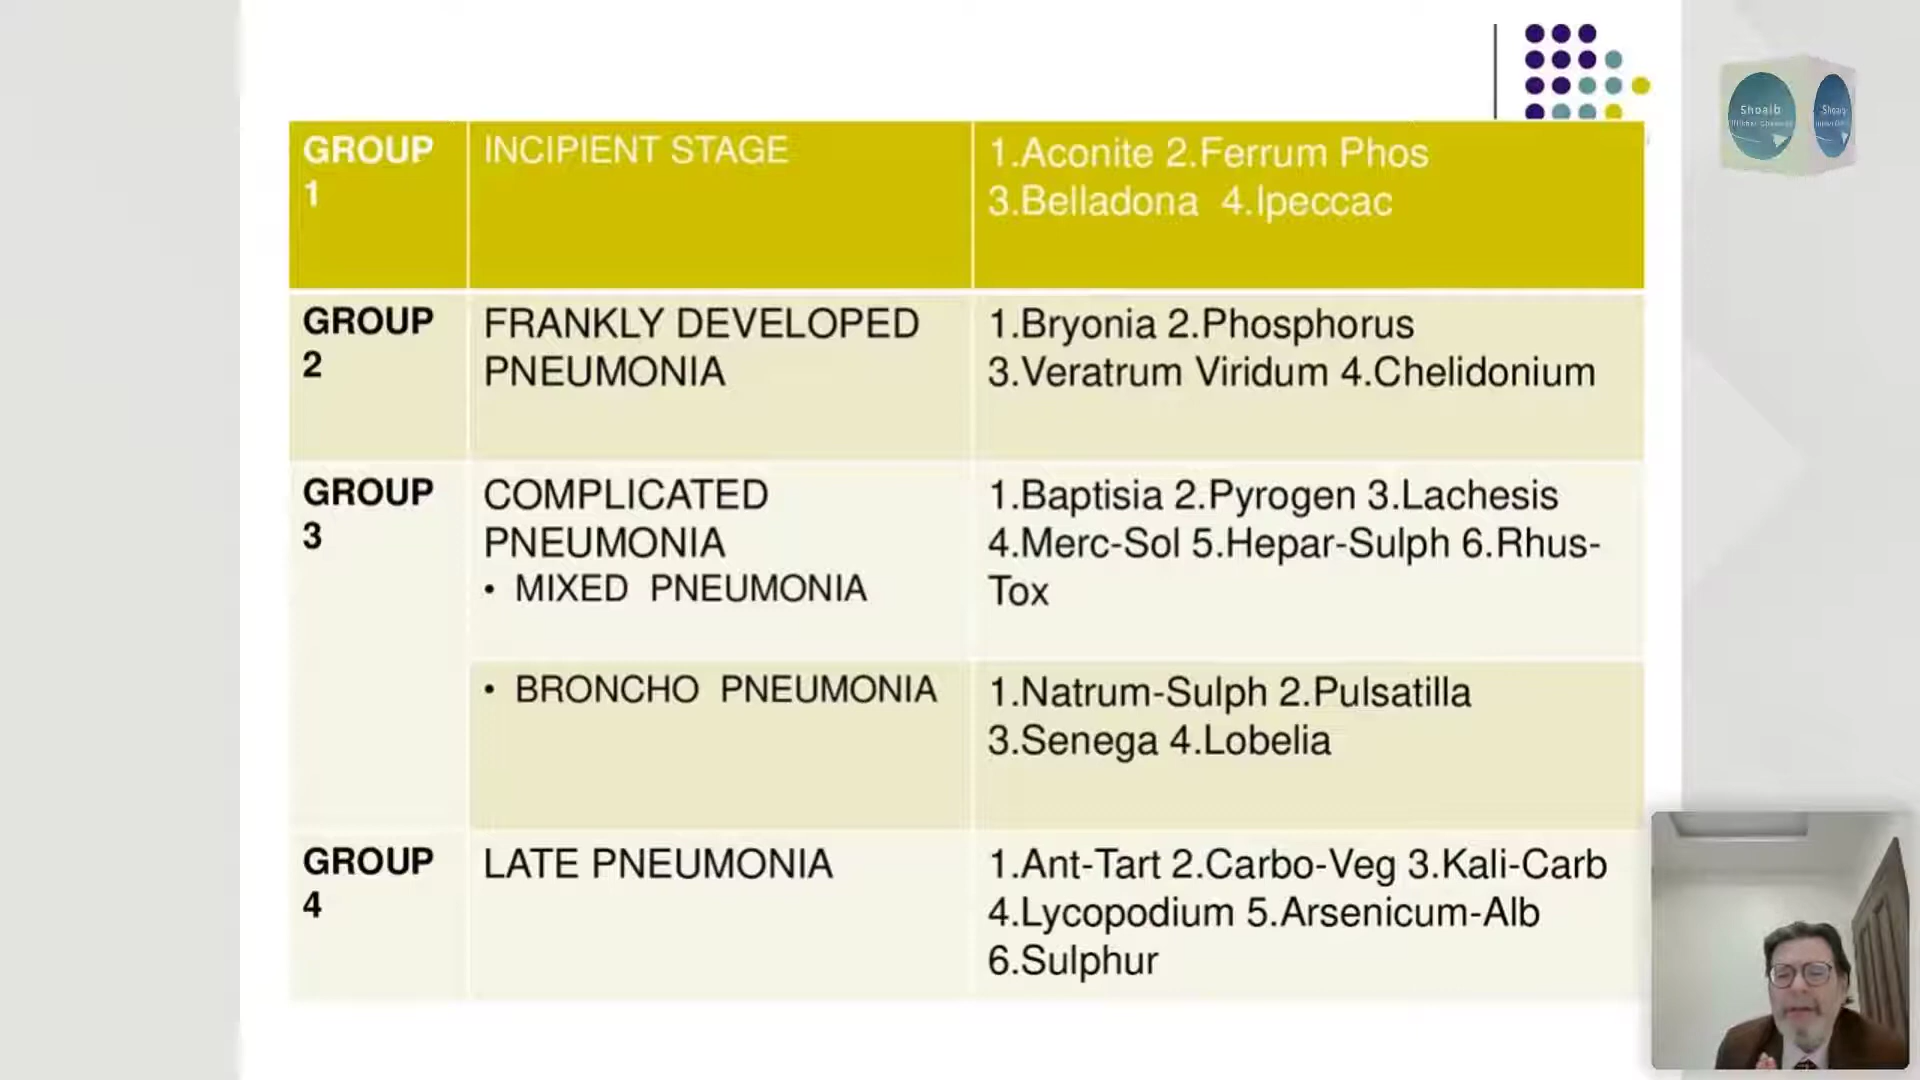 GROUP
1
INCIPIENT STAGE
1.Aconite 2.Ferrum Phos
3.Belladona 4.Ipeccac
GROUP
2
FRANKLY DEVELOPED
PNEUMONIA
1.Bryonia 2.Phosphorus
3.Veratrum Viridum 4.Chelidonium
GROUP
3
COMPLICATED
PNEUMONIA
• MIXED PNEUMONIA
1.Baptisia 2.Pyrogen 3.Lachesis
4.Merc-Sol 5.Hepar-Sulph 6.Rhus-
Tox
• BRONCHO PNEUMONIA
1.Natrum-Sulph 2.Pulsatilla
3.Senega 4.Lobelia
GROUP
4
LATE PNEUMONIA
1.Ant-Tart 2.Carbo-Veg 3.Kali-Carb
4.Lycopodium 5.Arsenicum-Alb
6.Sulphur
Shoaib
Shoaib